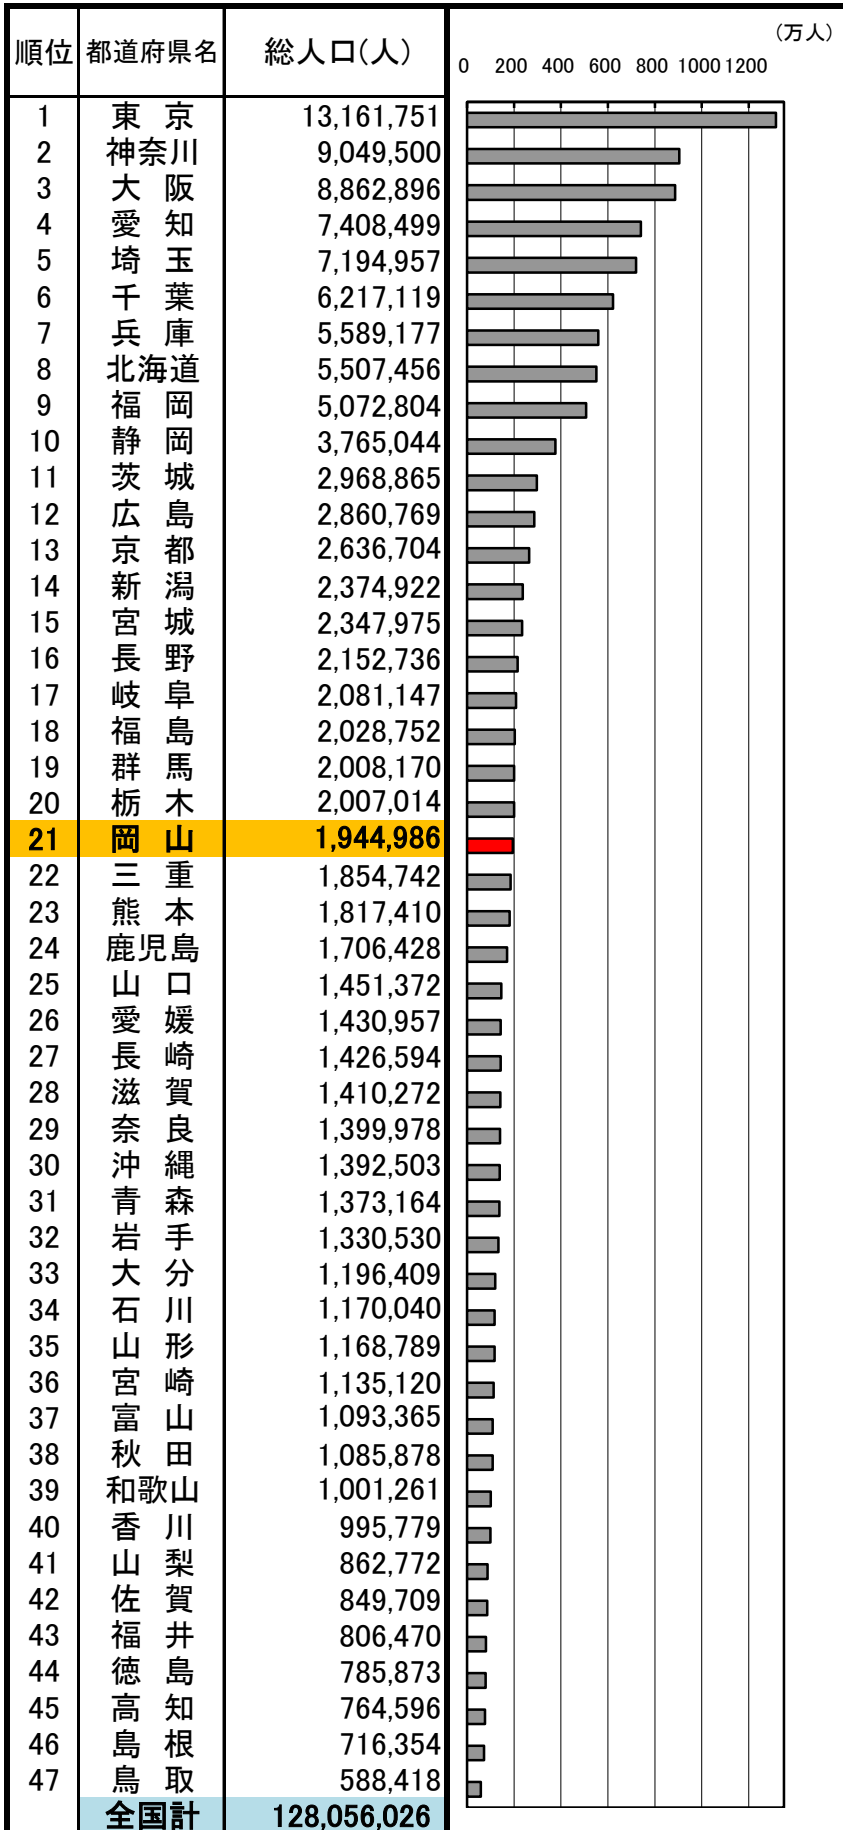 (万人)
順位 都道府県名 総人口(人) 0 200 400 600 800 1000 1200
1 東京 13,161,751
2 神奈川 9,049,500
3 大阪 8,862,896
4 愛知 7,408,499
5 埼玉 7,194,957
6 千葉 6,217,119
7 兵庫 5,589,177
8 北海道 5,507,456
9 福岡 5,072,804
10 静岡 3,765,044
11 茨城 2,968,865
12 広島 2,860,769
13 京都 2,636,704
14 新潟 2,374,922
15 宮城 2,347,975
16 長野 2,152,736
17 岐阜 2,081,147
18 福島 2,028,752
19 群馬 2,008,170
20 栃木 2,007,014
21 岡山 1,944,986
22 三重 1,854,742
23 熊本 1,817,410
24 鹿児島 1,706,428
25 山口 1,451,372
26 愛媛 1,430,957
27 長崎 1,426,594
28 滋賀 1,410,272
29 奈良 1,399,978
30 沖縄 1,392,503
31 青森 1,373,164
32 岩手 1,330,530
33 大分 1,196,409
34 石川 1,170,040
35 山形 1,168,789
36 宮崎 1,135,120
37 富山 1,093,365
38 秋田 1,085,878
39 和歌山 1,001,261
40 香川 995,779
41 山梨 862,772
42 佐賀 849,709
43 福井 806,470
44 徳島 785,873
45 高知 764,596
46 島根 716,354
47 鳥取 588,418
全国計 128,056,026